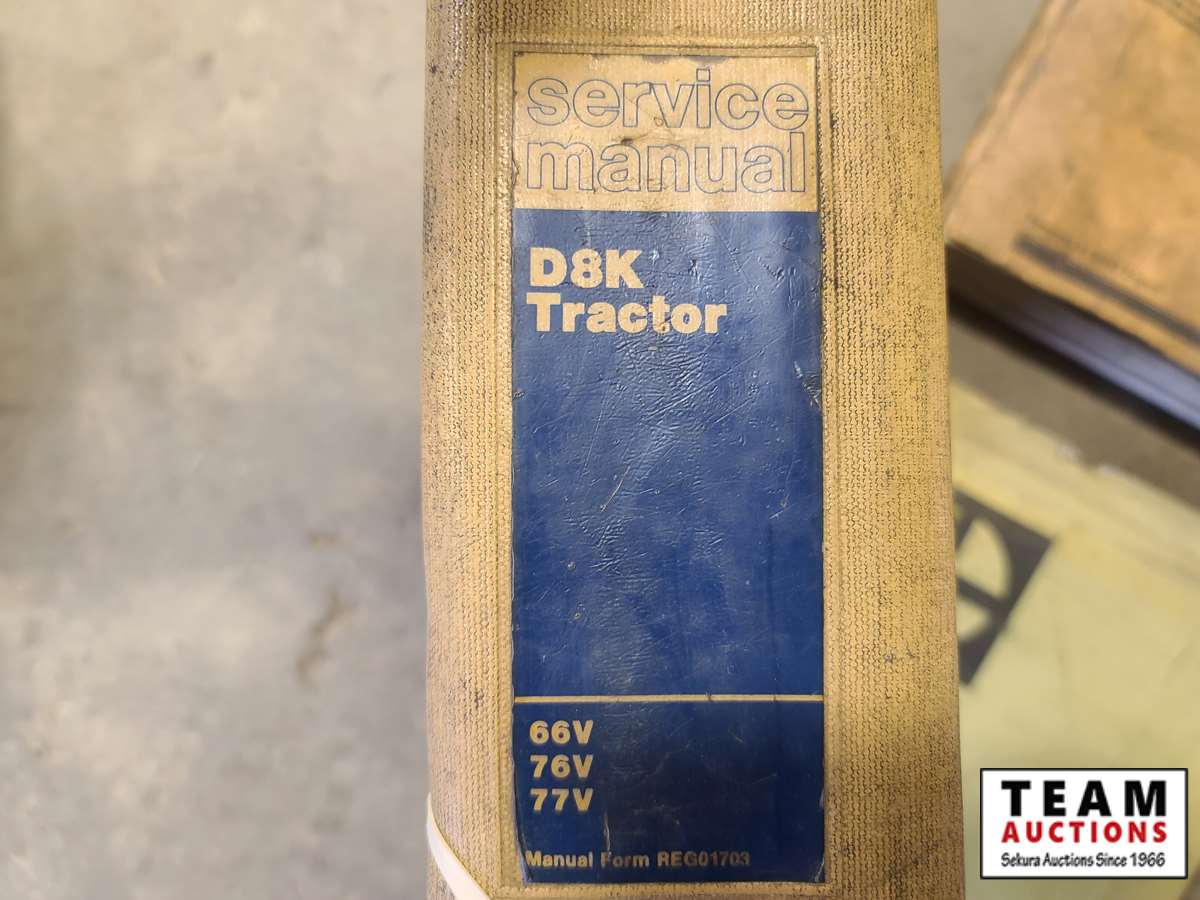 service
manual
D8K
Tractor
66V
76V
77V
Manual Form REG01703
TEAM
AUCTIONS
Sekura Auctions Since 1966